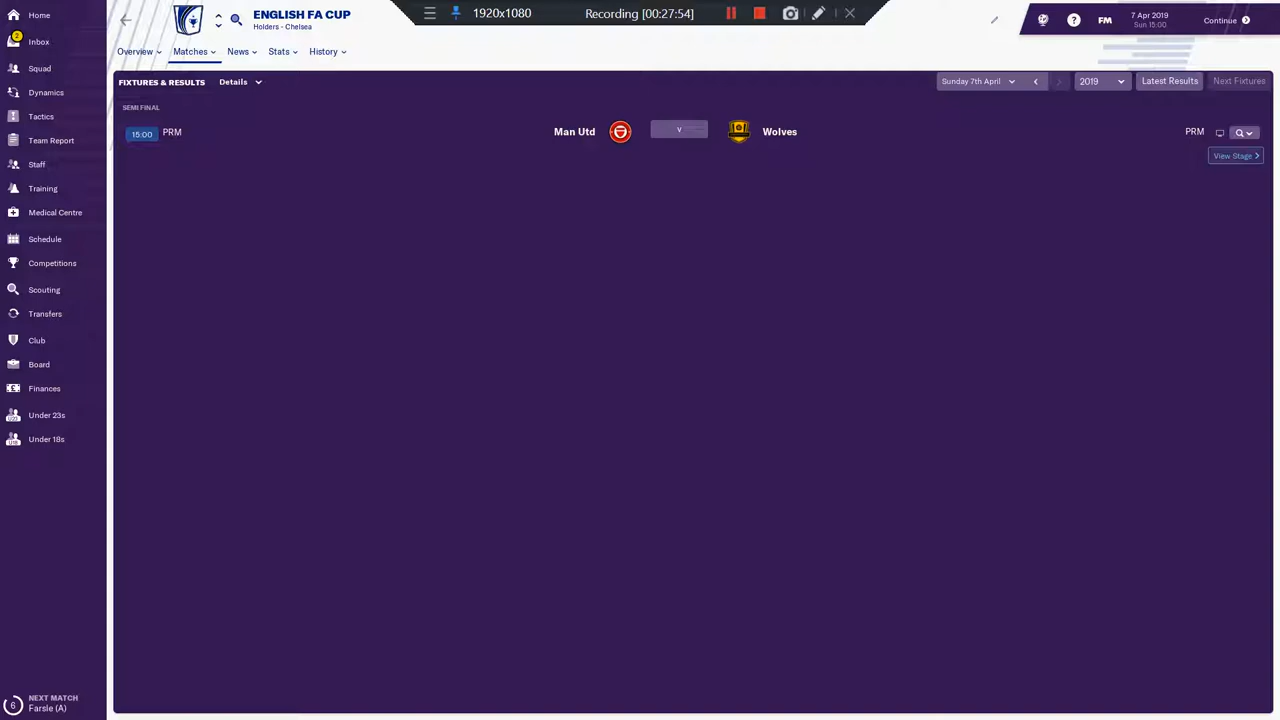 1920x1080
Recording [00:27:54]
Home
Inbox
2
Squad
Dynamics
Tactics
Team Report
Staff
Training
Medical Centre
Schedule
Competitions
Scouting
Transfers
Club
Board
Finances
Under 23s
Under 18s
6
NEXT MATCH
Farsle (A)
ENGLISH FA CUP
Holders - Chelsea
FM
7 Apr 2019
Sun 15:00
Continue
Overview
Matches
News
Stats
History
FIXTURES & RESULTS
Details
Sunday 7th April
2019
Latest Results
Next Fixtures
SEMI FINAL
15:00 PRM Man Utd v Wolves PRM
View Stage